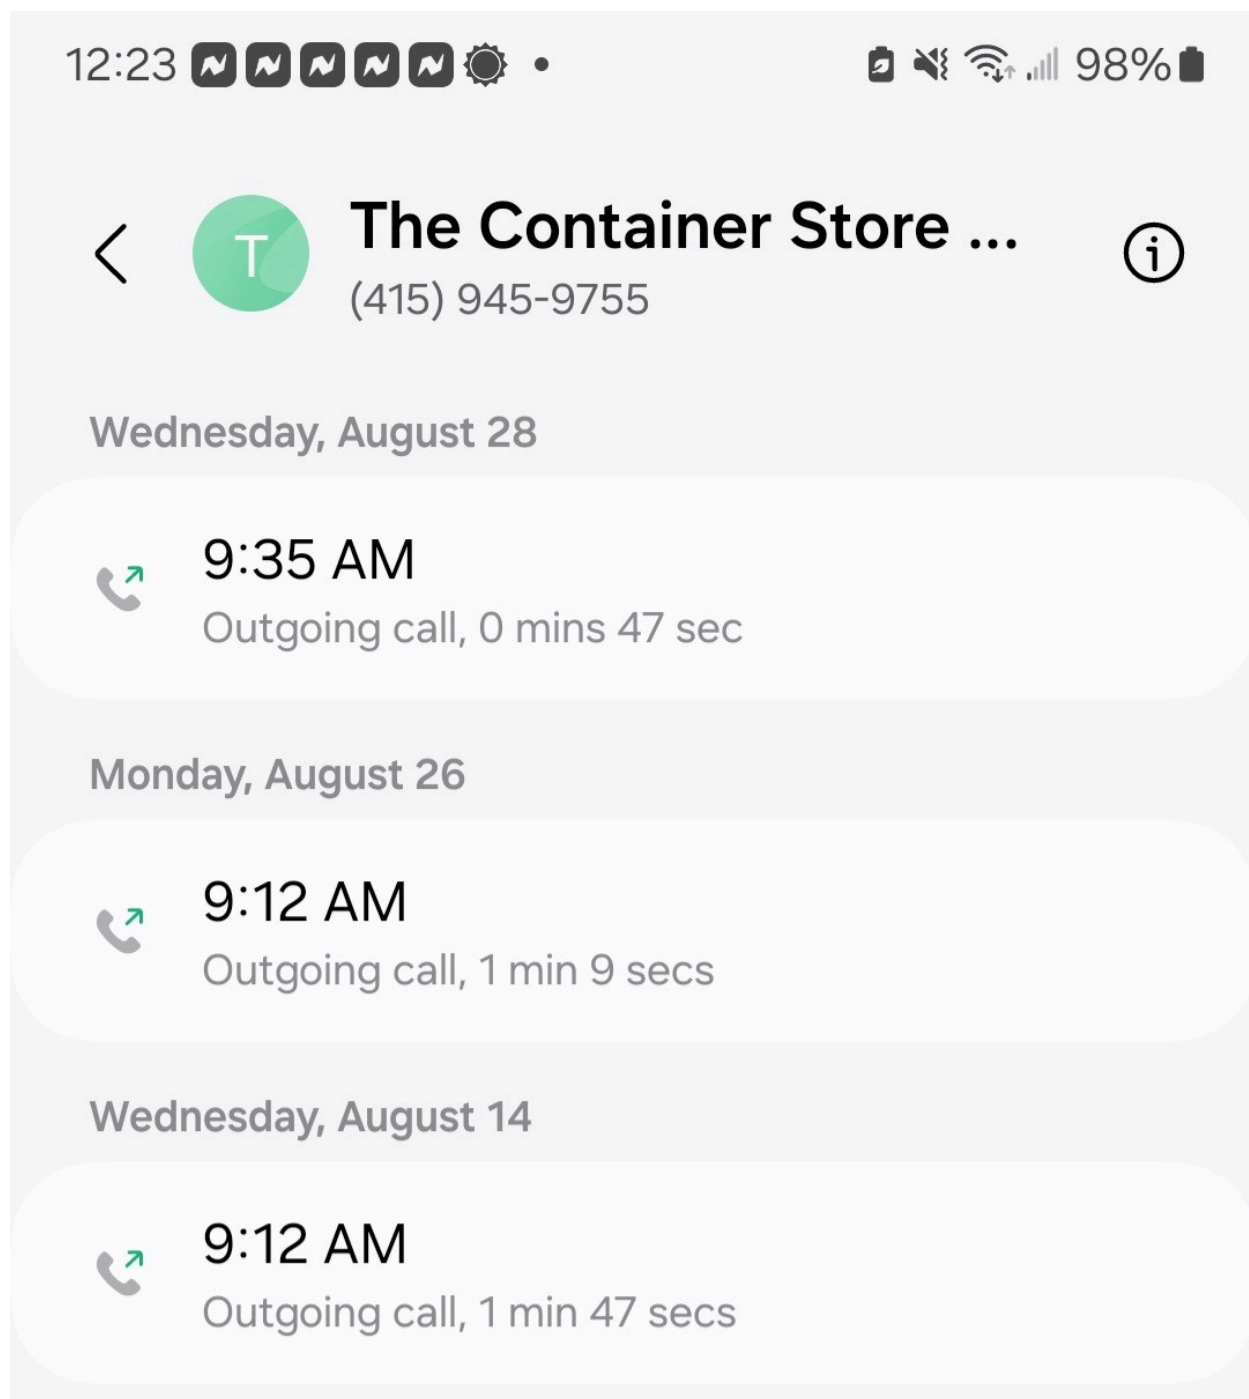 12:23
98%
T
The Container Store ...
(415) 945-9755
Wednesday, August 28
9:35 AM
Outgoing call, 0 mins 47 sec
Monday, August 26
9:12 AM
Outgoing call, 1 min 9 secs
Wednesday, August 14
9:12 AM
Outgoing call, 1 min 47 secs